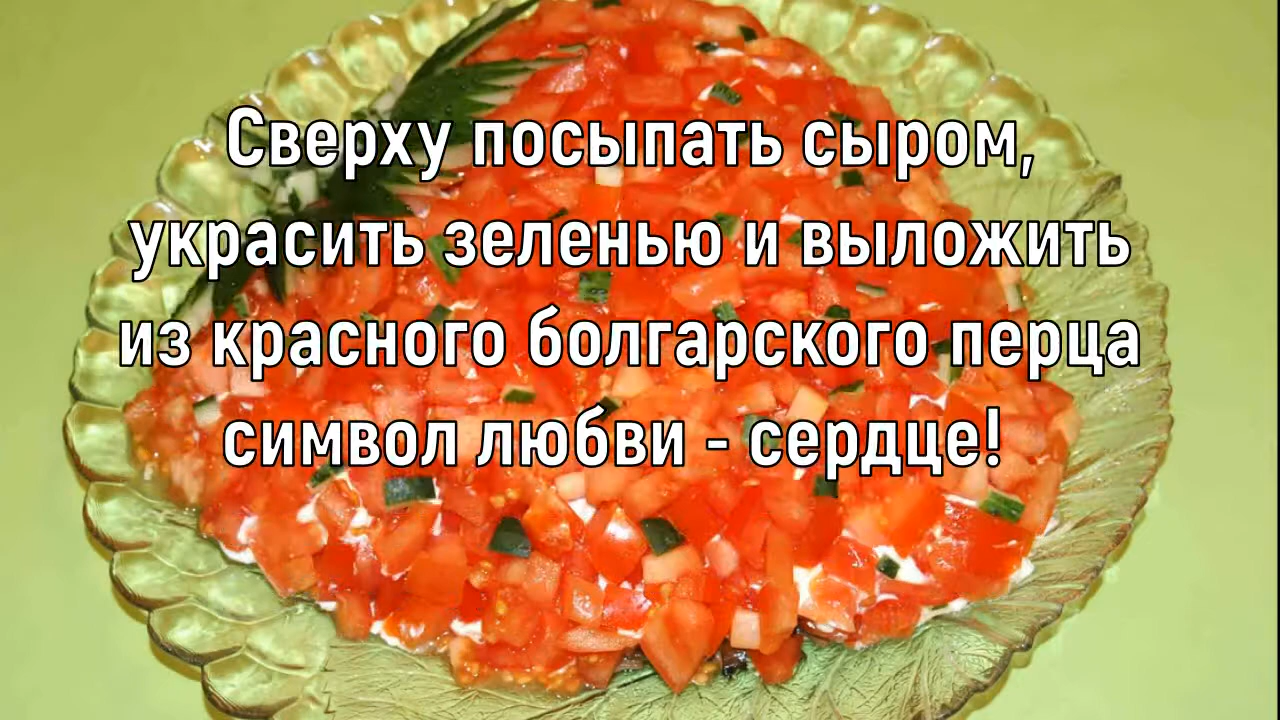 Сверху посыпать сыром,
украсить зеленью и выложить
из красного болгарского перца
символ любви - сердце!